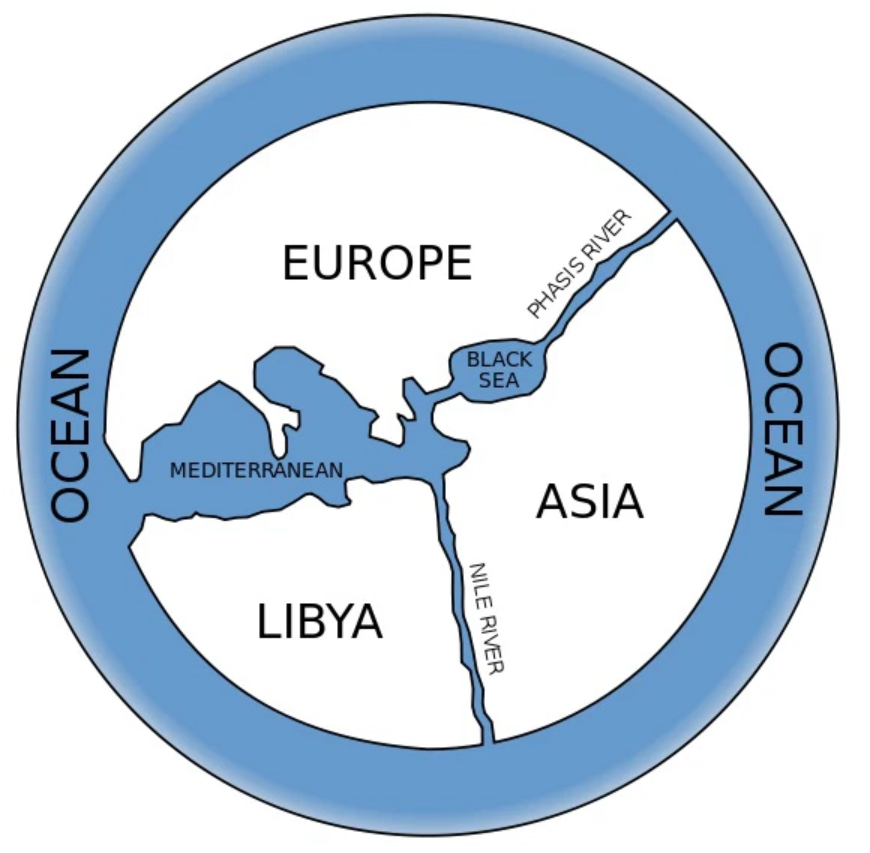 EUROPE
PHASIS RIVER
BLACK
SEA
OCEAN
OCEAN
MEDITERRANEAN
ASIA
LIBYA
NILE RIVER